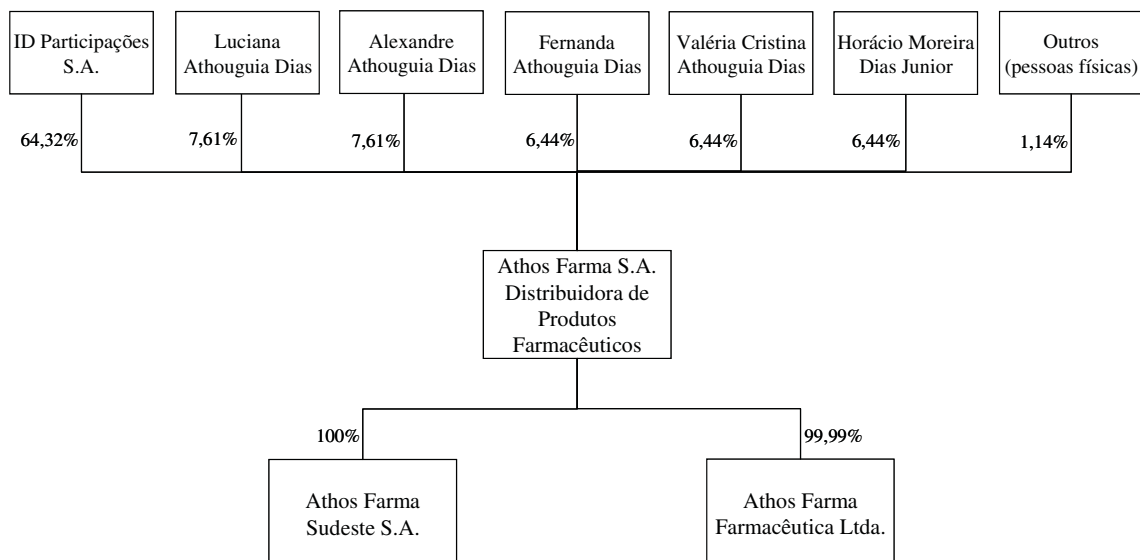 ID Participações
S.A.
Luciana
Athouguia Dias
Alexandre
Athouguia Dias
Fernanda
Athouguia Dias
Valéria Cristina
Athouguia Dias
Horácio Moreira
Dias Junior
Outros
(pessoas físicas)
64,32%
7,61%
7,61%
6,44%
6,44%
6,44%
1,14%
Athos Farma S.A.
Distribuidora de
Produtos
Farmacêuticos
100%
99,99%
Athos Farma
Sudeste S.A.
Athos Farma
Farmacêutica Ltda.